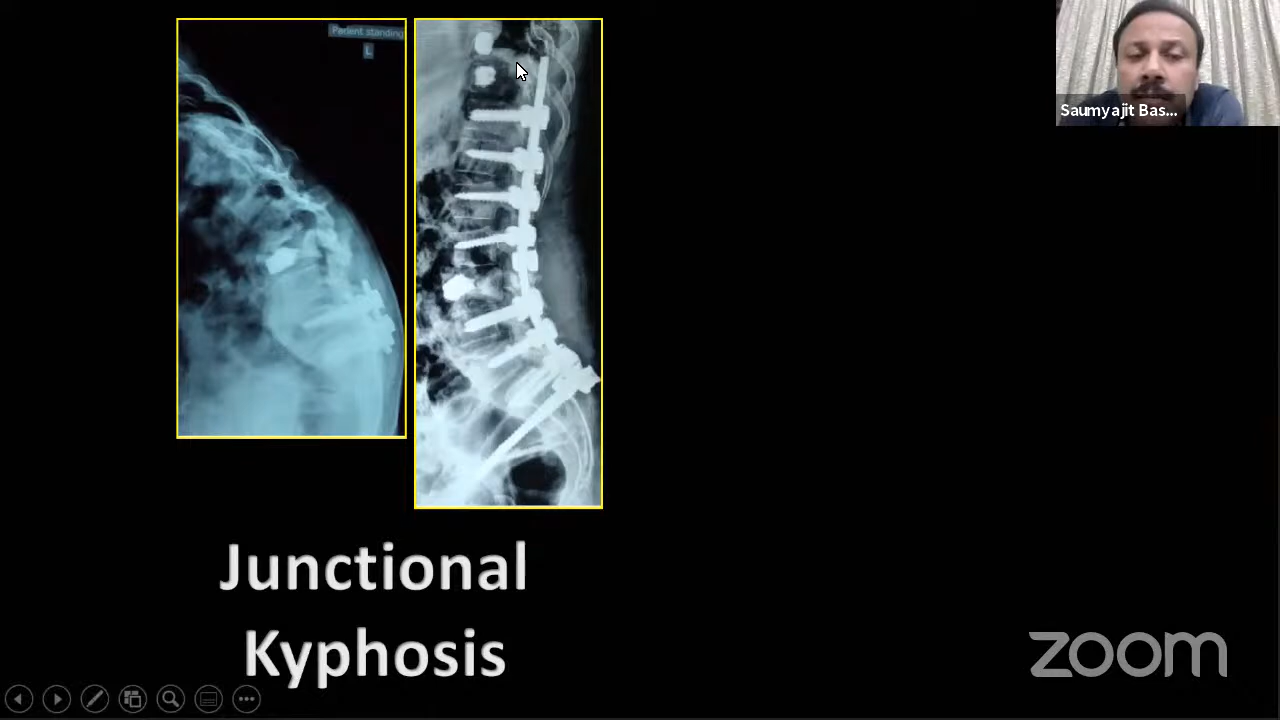 Patient standing
L
Saumyajit Bas...
Junctional
Kyphosis
zoom